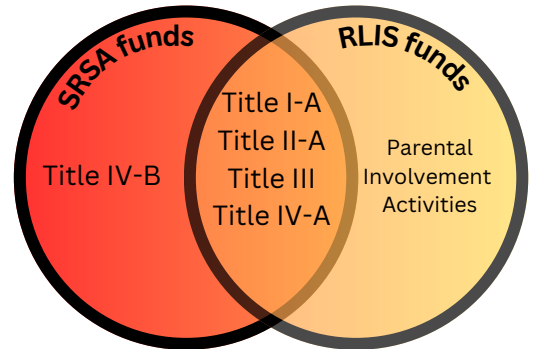 SRSA funds
RLIS funds
Title IV-B
Title I-A
Title II-A
Title III
Title IV-A
Parental
Involvement
Activities